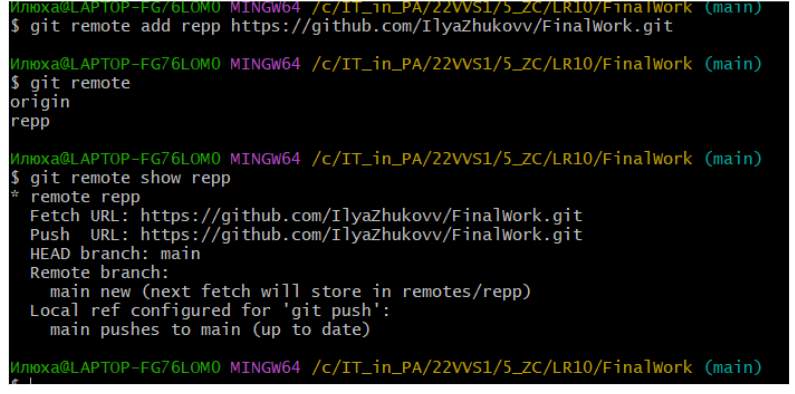 Илюха@LAPTOP-FG76LOMO MINGW64 /c/IT_in_PA/22VVS1/5_ZC/LR10/FinalWork (main)
$ git remote add repp https://github.com/IlyaZhukovv/FinalWork.git
Илюха@LAPTOP-FG76LOMO MINGW64 /c/IT_in_PA/22VVS1/5_ZC/LR10/FinalWork (main)
$ git remote
origin
repp
Илюха@LAPTOP-FG76LOMO MINGW64 /c/IT_in_PA/22VVS1/5_ZC/LR10/FinalWork (main)
$ git remote show repp
* remote repp
  Fetch URL: https://github.com/IlyaZhukovv/FinalWork.git
  Push  URL: https://github.com/IlyaZhukovv/FinalWork.git
  HEAD branch: main
  Remote branch:
    main new (next fetch will store in remotes/repp)
  Local ref configured for 'git push':
    main pushes to main (up to date)
Илюха@LAPTOP-FG76LOMO MINGW64 /c/IT_in_PA/22VVS1/5_ZC/LR10/FinalWork (main)
$